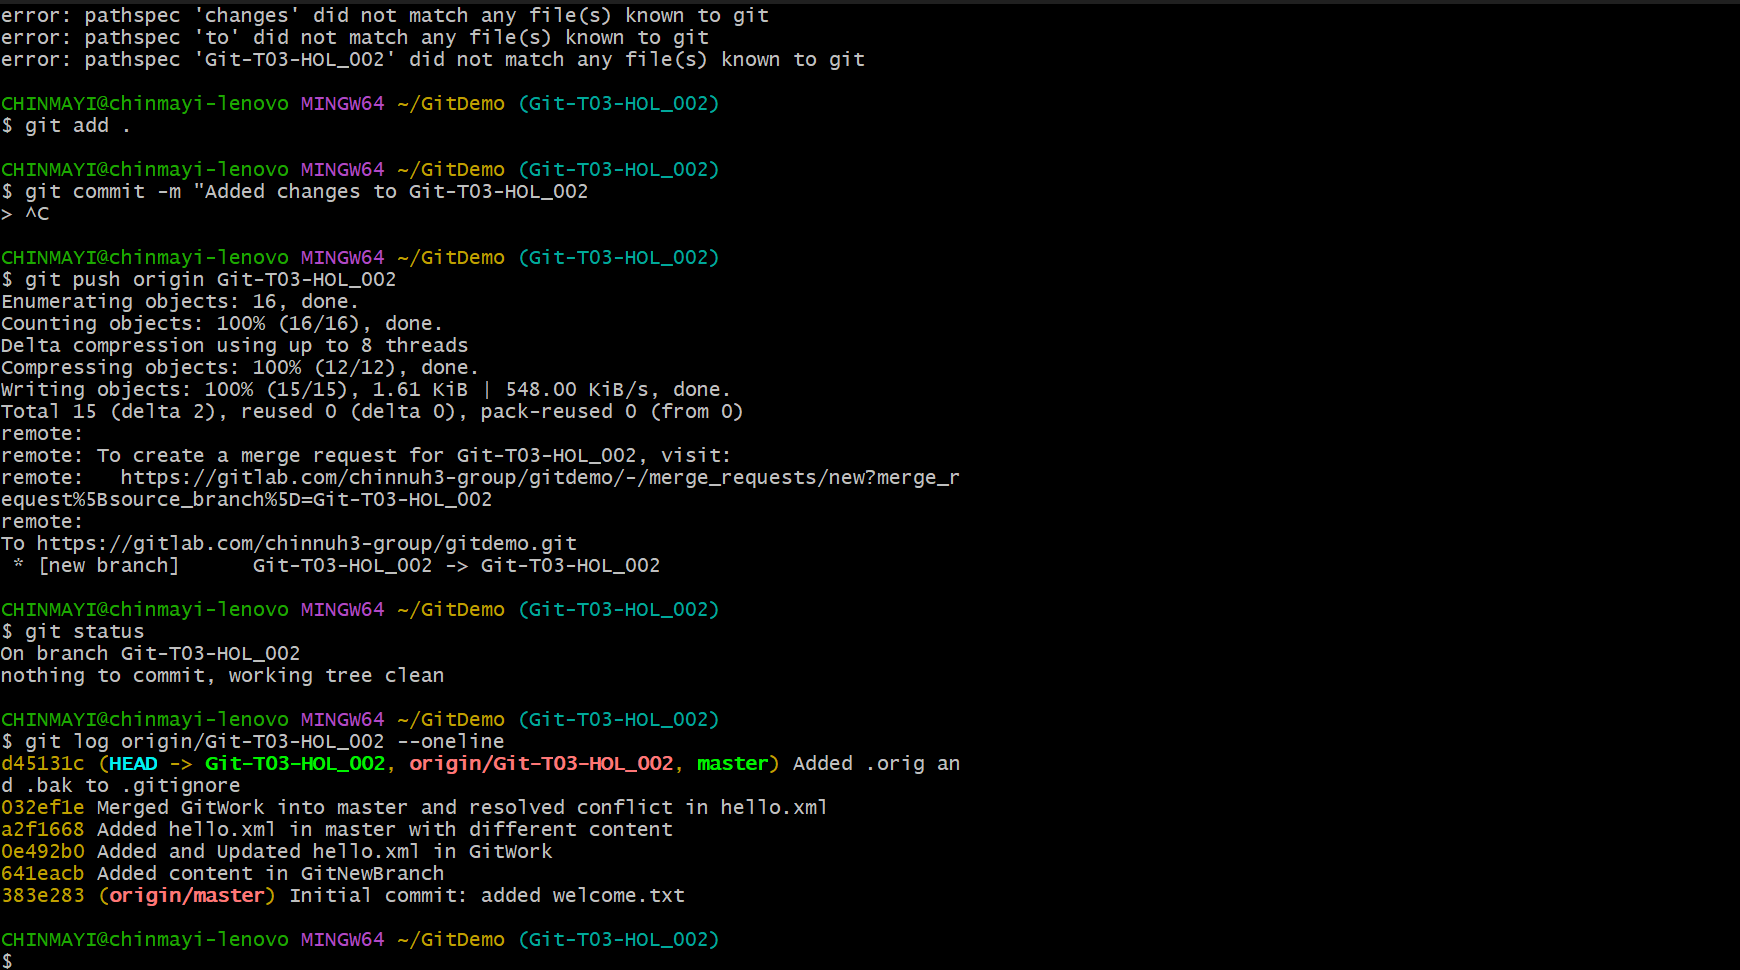 error: pathspec 'changes' did not match any file(s) known to git
error: pathspec 'to' did not match any file(s) known to git
error: pathspec 'Git-T03-HOL_002' did not match any file(s) known to git
CHINMAYI@chinmayi-lenovo MINGW64 ~/GitDemo (Git-T03-HOL_002)
$ git add .
CHINMAYI@chinmayi-lenovo MINGW64 ~/GitDemo (Git-T03-HOL_002)
$ git commit -m "Added changes to Git-T03-HOL_002
> ^C
CHINMAYI@chinmayi-lenovo MINGW64 ~/GitDemo (Git-T03-HOL_002)
$ git push origin Git-T03-HOL_002
Enumerating objects: 16, done.
Counting objects: 100% (16/16), done.
Delta compression using up to 8 threads
Compressing objects: 100% (12/12), done.
Writing objects: 100% (15/15), 1.61 KiB | 548.00 KiB/s, done.
Total 15 (delta 2), reused 0 (delta 0), pack-reused 0 (from 0)
remote:
remote: To create a merge request for Git-T03-HOL_002, visit:
remote:   https://gitlab.com/chinnuh3-group/gitdemo/-/merge_requests/new?merge_r
equest%5Bsource_branch%5D=Git-T03-HOL_002
remote:
To https://gitlab.com/chinnuh3-group/gitdemo.git
 * [new branch]      Git-T03-HOL_002 -> Git-T03-HOL_002
CHINMAYI@chinmayi-lenovo MINGW64 ~/GitDemo (Git-T03-HOL_002)
$ git status
On branch Git-T03-HOL_002
nothing to commit, working tree clean
CHINMAYI@chinmayi-lenovo MINGW64 ~/GitDemo (Git-T03-HOL_002)
$ git log origin/Git-T03-HOL_002 --oneline
d45131c (HEAD -> Git-T03-HOL_002, origin/Git-T03-HOL_002, master) Added .orig an
d .bak to .gitignore
032ef1e Merged GitWork into master and resolved conflict in hello.xml
a2f1668 Added hello.xml in master with different content
0e492b0 Added and Updated hello.xml in GitWork
641eacb Added content in GitNewBranch
383e283 (origin/master) Initial commit: added welcome.txt
CHINMAYI@chinmayi-lenovo MINGW64 ~/GitDemo (Git-T03-HOL_002)
$